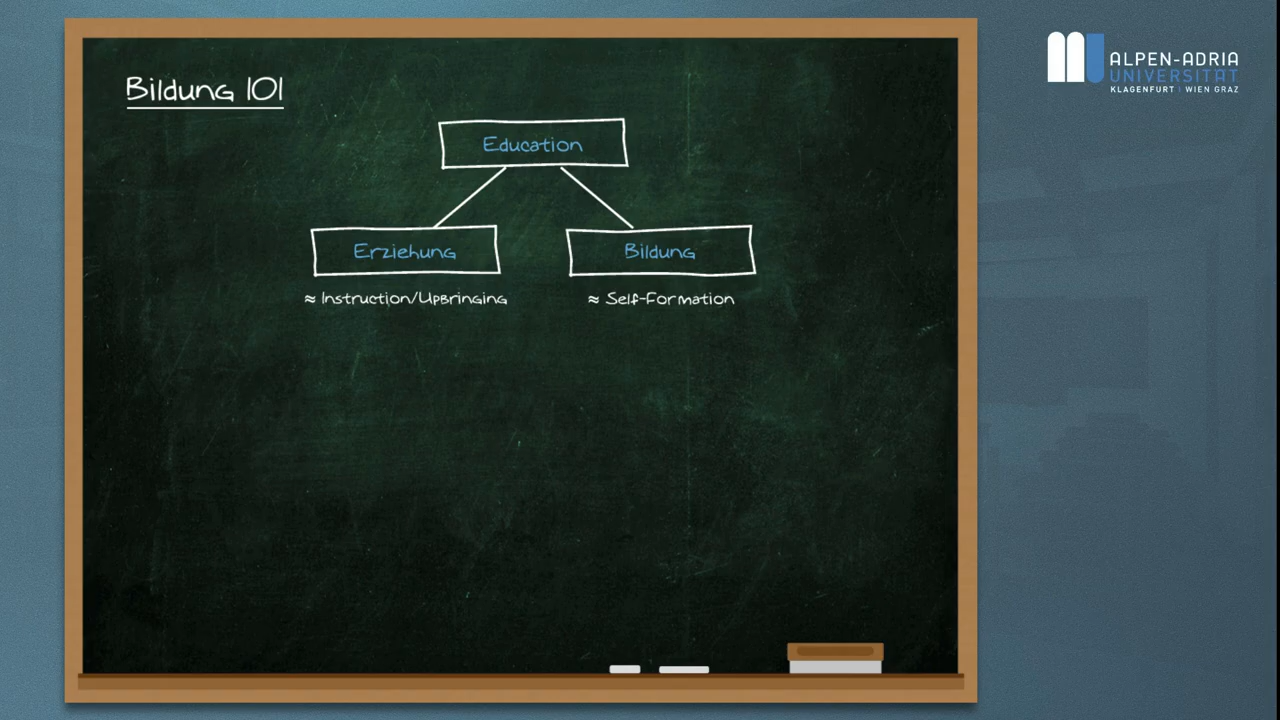 Bildung 101
Education
Erziehung
Bildung
≈ Instruction/Upbringing
≈ Self-Formation
ALPEN-ADRIA
UNIVERSITÄT
KLAGENFURT | WIEN GRAZ